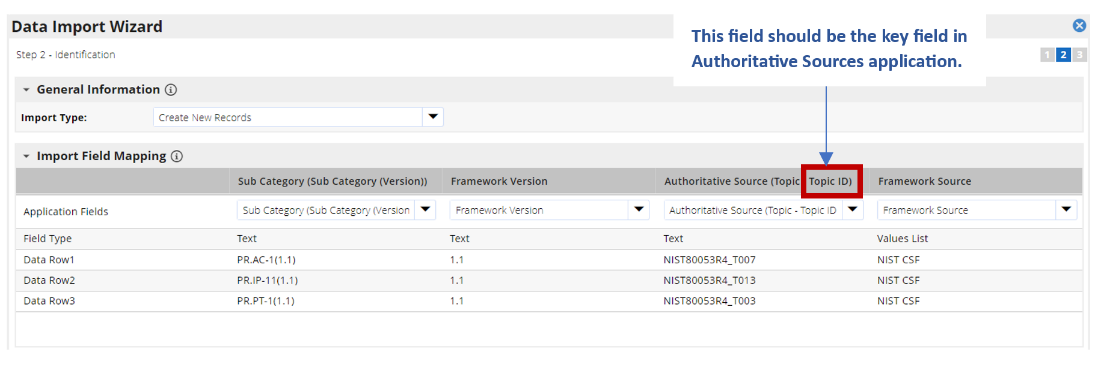 Data Import Wizard
This field should be the key field in
Authoritative Sources application.
Step 2 - Identification
1 2 3
General Information
Import Type: Create New Records
Import Field Mapping
Sub Category (Sub Category (Version)) Framework Version Authoritative Source (Topic Topic ID) Framework Source
Application Fields Sub Category (Sub Category (Version Framework Version Authoritative Source (Topic - Topic ID Framework Source
Field Type Text Text Text Values List
Data Row1 PR.AC-1(1.1) 1.1 NIST80053R4_T007 NIST CSF
Data Row2 PR.IP-11(1.1) 1.1 NIST80053R4_T013 NIST CSF
Data Row3 PR.PT-1(1.1) 1.1 NIST80053R4_T003 NIST CSF